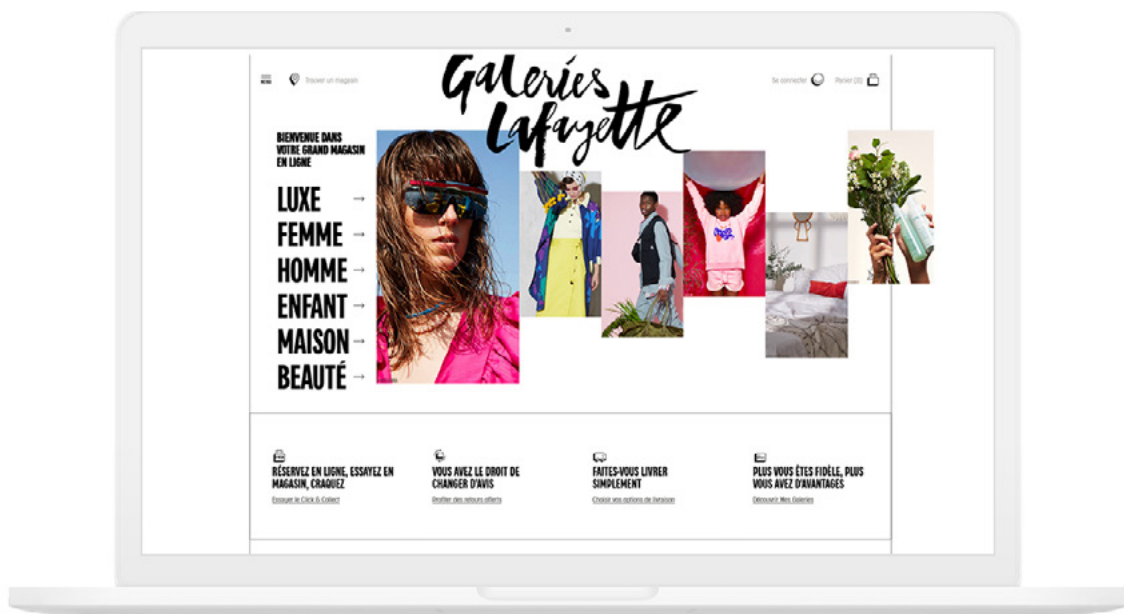 MENU
Trouver un magasin
Galeries
Lafayette
Se connecter
Panier (0)
BIENVENUE DANS
VOTRE GRAND MAGASIN
EN LIGNE
LUXE →
FEMME →
HOMME →
ENFANT →
MAISON →
BEAUTÉ →
RÉSERVEZ EN LIGNE, ESSAYEZ EN
MAGASIN, CRAQUEZ
Essayer le Click & Collect
VOUS AVEZ LE DROIT DE
CHANGER D'AVIS
Profiter des retours offerts
FAITES-VOUS LIVRER
SIMPLEMENT
Choisir vos options de livraison
PLUS VOUS ÊTES FIDÈLE, PLUS
VOUS AVEZ D'AVANTAGES
Découvrir Mes Galeries